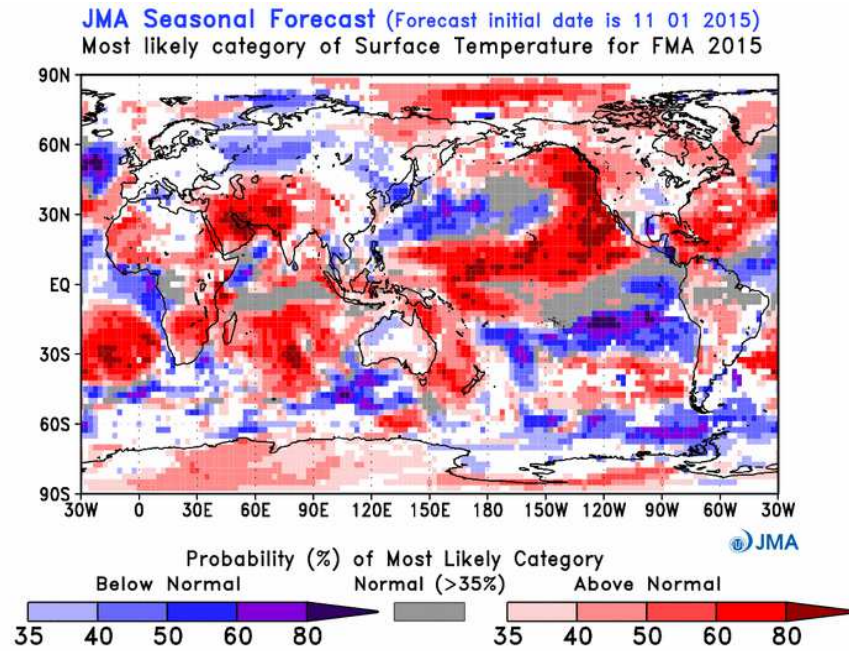 JMA Seasonal Forecast (Forecast initial date is 11 01 2015)
Most likely category of Surface Temperature for FMA 2015
90N
60N
30N
EQ
30S
60S
90S
30W 0 30E 60E 90E 120E 150E 180 150W 120W 90W 60W 30W
JMA
Probability (%) of Most Likely Category
Below Normal Normal (>35%) Above Normal
35 40 50 60 80 35 40 50 60 80